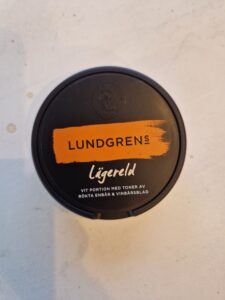 LUNDGRENS
Lägereld
VIT PORTION MED TONER AV
RÖKTA ENBÄR & VINBÄRSBLAD